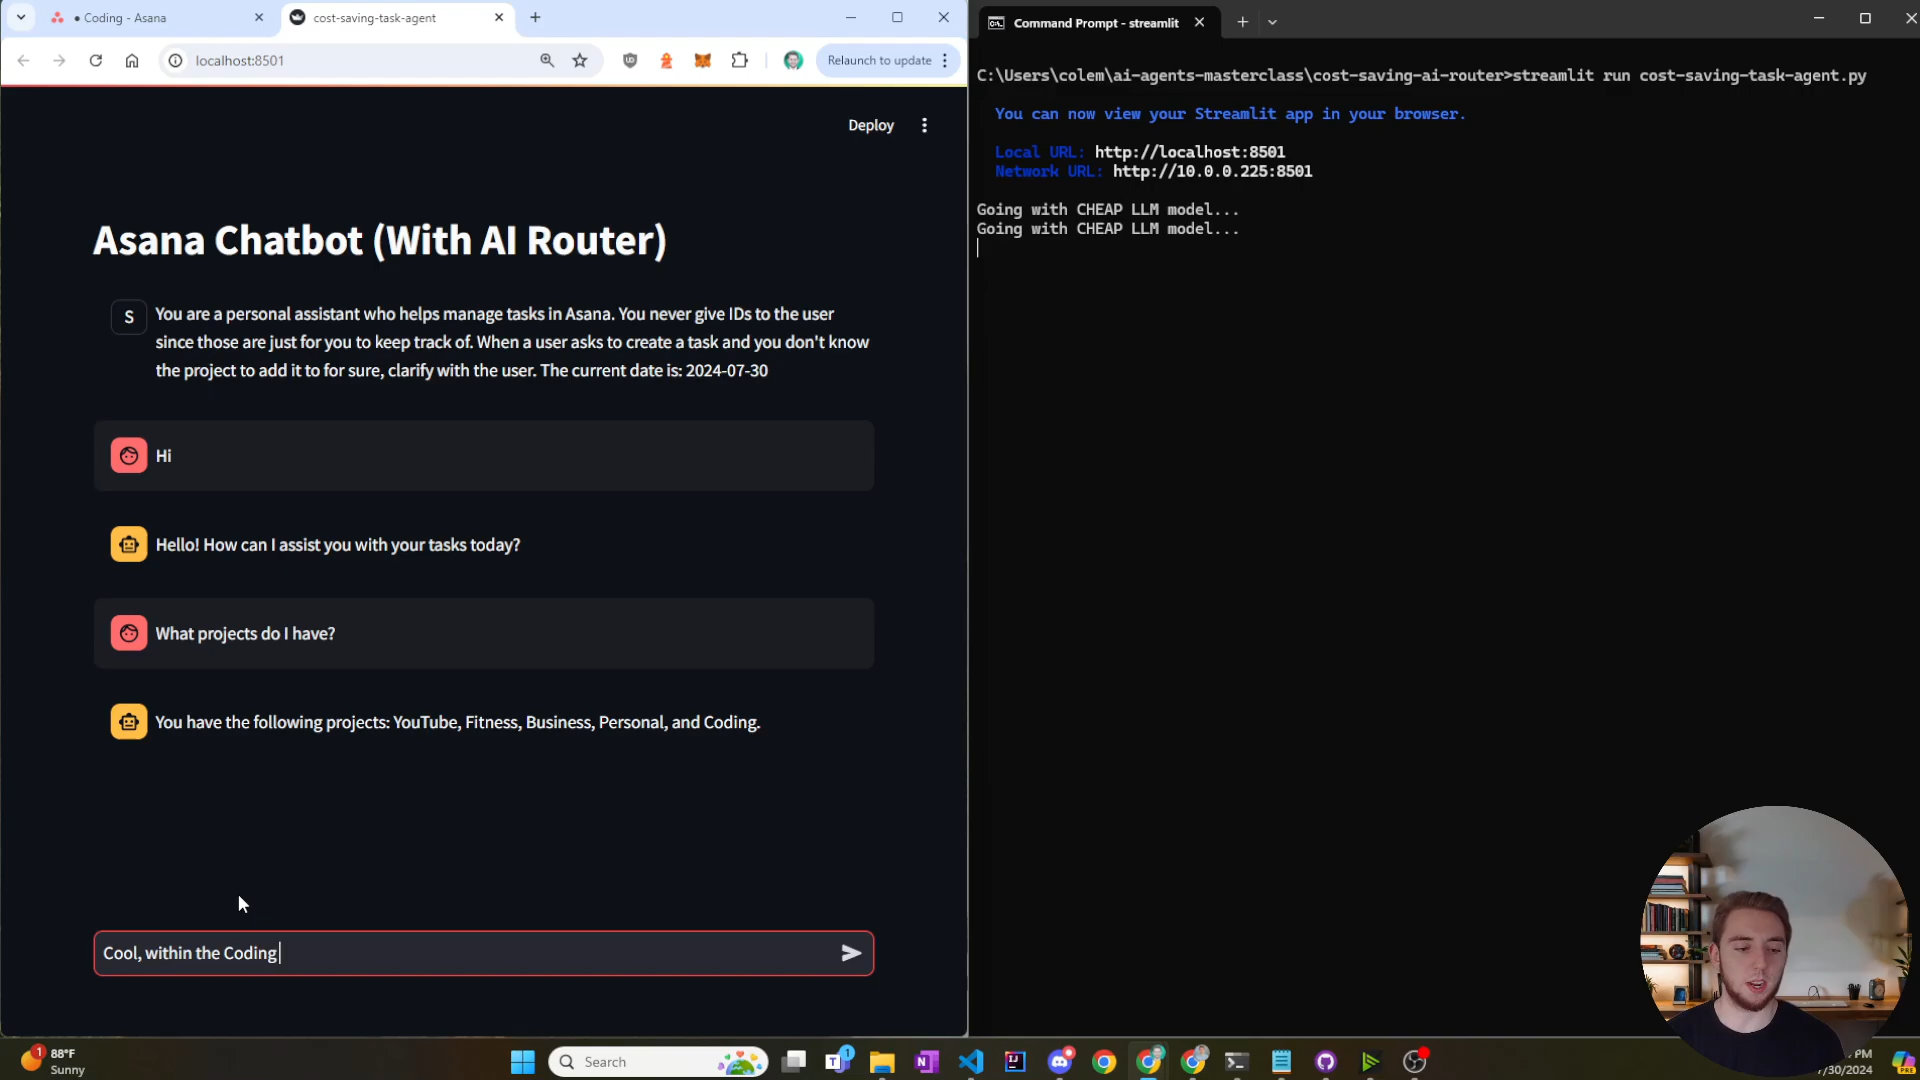 • Coding - Asana
cost-saving-task-agent
localhost:8501
Relaunch to update
Deploy
Asana Chatbot (With AI Router)
S
You are a personal assistant who helps manage tasks in Asana. You never give IDs to the user
since those are just for you to keep track of. When a user asks to create a task and you don't know
the project to add it to for sure, clarify with the user. The current date is: 2024-07-30
Hi
Hello! How can I assist you with your tasks today?
What projects do I have?
You have the following projects: YouTube, Fitness, Business, Personal, and Coding.
Cool, within the Coding
Command Prompt - streamlit
C:\Users\colem\ai-agents-masterclass\cost-saving-ai-router>streamlit run cost-saving-task-agent.py
You can now view your Streamlit app in your browser.
Local URL: http://localhost:8501
Network URL: http://10.0.0.225:8501
Going with CHEAP LLM model...
Going with CHEAP LLM model...
1
88°F
Sunny
Search
1
PM
7/30/2024